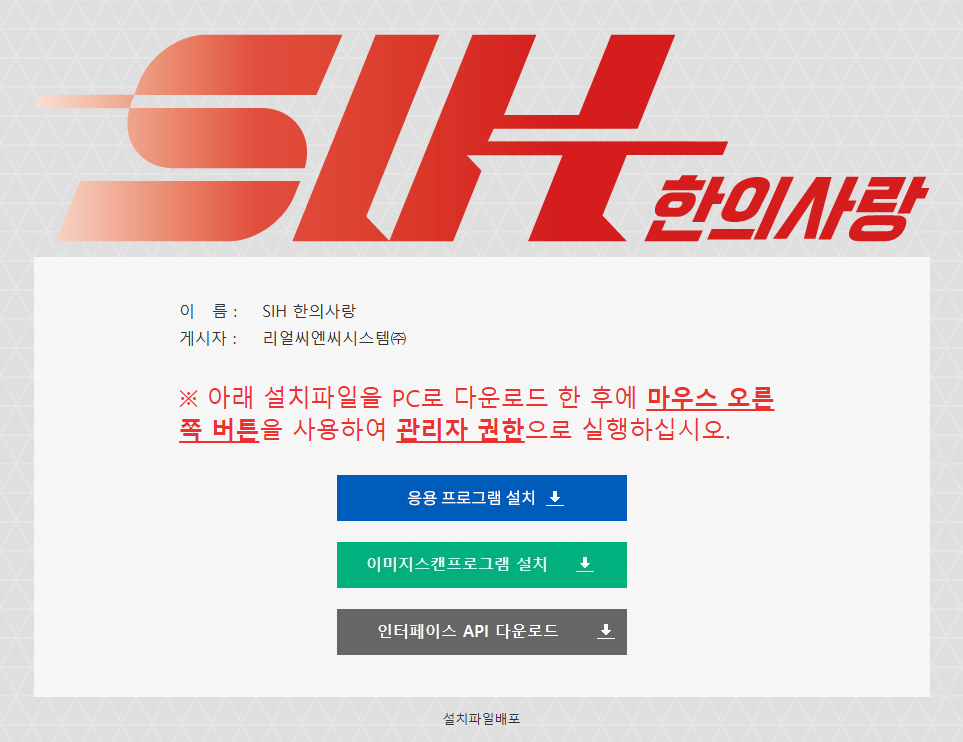 SIH 한의사랑
이 름 : SIH 한의사랑
게시자 : 리얼씨엔씨시스템㈜
※ 아래 설치파일을 PC로 다운로드 한 후에 마우스 오른
쪽 버튼을 사용하여 관리자 권한으로 실행하십시오.
응용 프로그램 설치
이미지스캔프로그램 설치
인터페이스 API 다운로드
설치파일배포